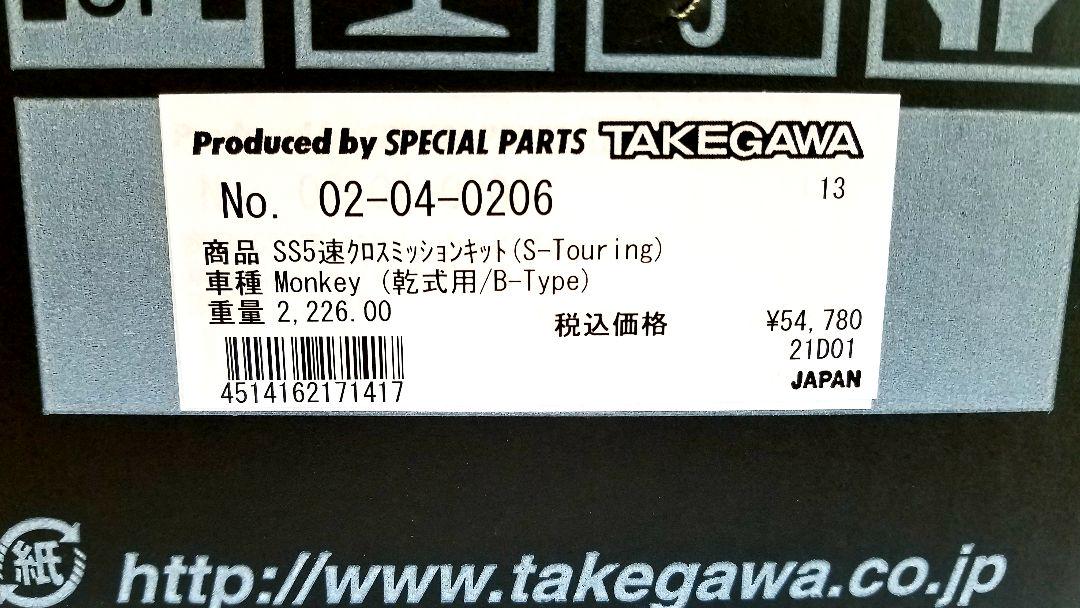 Produced by SPECIAL PARTS TAKEGAWA
No. 02-04-0206
13
商品 SS5速ｸﾛｽﾐｯｼｮﾝｷｯﾄ(S-Touring)
車種 Monkey (乾式用/B-Type)
重量 2,226.00
税込価格 ¥54,780
21D01
JAPAN
4514162171417
紙
http://www.takegawa.co.jp